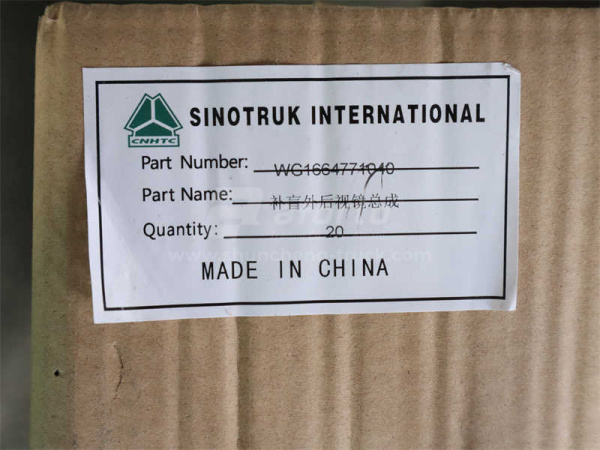 CNHTC
SINOTRUK INTERNATIONAL
Part Number: WG1664771040
Part Name: 补盲外后视镜总成
Quantity: 20
MADE IN CHINA